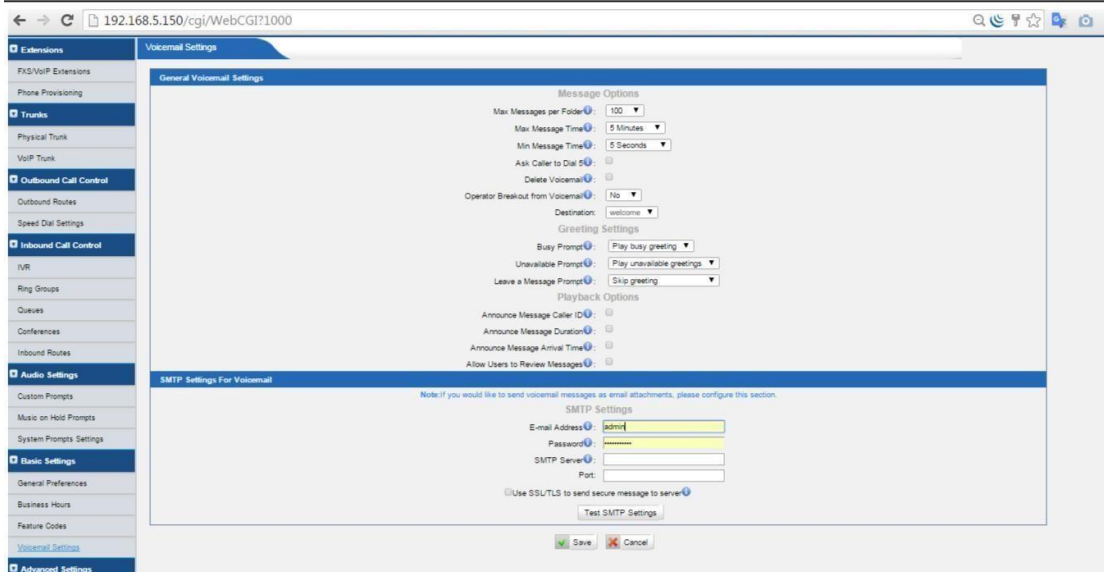 192.168.5.150/cgi/WebCGI?1000
Extensions
FXS/VoIP Extensions
Phone Provisioning
Trunks
Physical Trunk
VoIP Trunk
Outbound Call Control
Outbound Routes
Speed Dial Settings
Inbound Call Control
IVR
Ring Groups
Queues
Conferences
Inbound Routes
Audio Settings
Custom Prompts
Music on Hold Prompts
System Prompts Settings
Basic Settings
General Preferences
Business Hours
Feature Codes
Voicemail Settings
Advanced Settings
Voicemail Settings
General Voicemail Settings
Message Options
Max Messages per Folder: 100
Max Message Time: 5 Minutes
Min Message Time: 5 Seconds
Ask Caller to Dial 5:
Delete Voicemail:
Operator Breakout from Voicemail: No
Destination: welcome
Greeting Settings
Busy Prompt: Play busy greeting
Unavailable Prompt: Play unavailable greetings
Leave a Message Prompt: Skip greeting
Playback Options
Announce Message Caller ID:
Announce Message Duration:
Announce Message Arrival Time:
Allow Users to Review Messages:
SMTP Settings For Voicemail
Note:If you would like to send voicemail messages as email attachments, please configure this section.
SMTP Settings
E-mail Address: admin
Password: •••••••••••
SMTP Server:
Port:
Use SSL/TLS to send secure message to server
Test SMTP Settings
Save Cancel